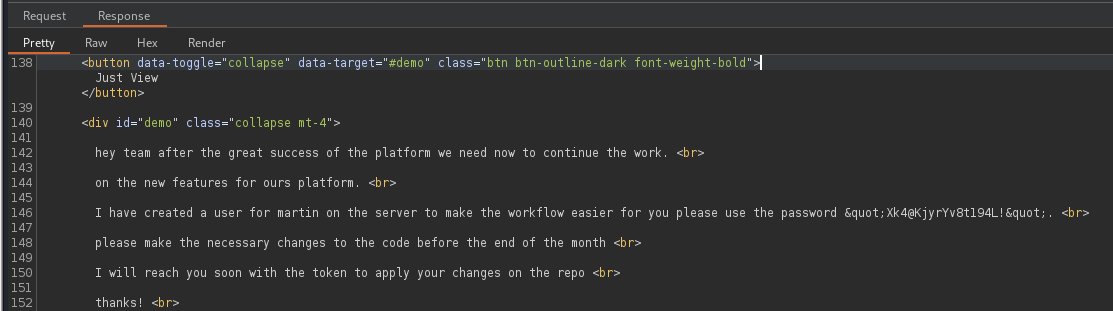 Request Response
Pretty Raw Hex Render
138 <button data-toggle="collapse" data-target="#demo" class="btn btn-outline-dark font-weight-bold">
Just View
</button>
139
140 <div id="demo" class="collapse mt-4">
141
142 hey team after the great success of the platform we need now to continue the work. <br>
143
144 on the new features for ours platform. <br>
145
146 I have created a user for martin on the server to make the workflow easier for you please use the password &quot;Xk4@KjyrYv8t194L!&quot;. <br>
147
148 please make the necessary changes to the code before the end of the month <br>
149
150 I will reach you soon with the token to apply your changes on the repo <br>
151
152 thanks! <br>